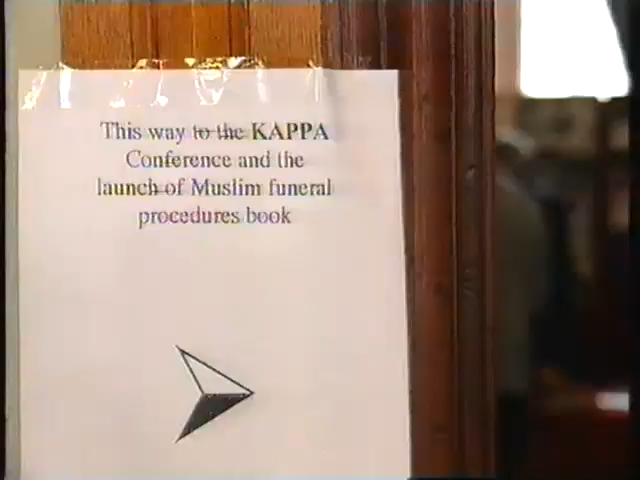 This way to the KAPPA
Conference and the
launch of Muslim funeral
procedures book